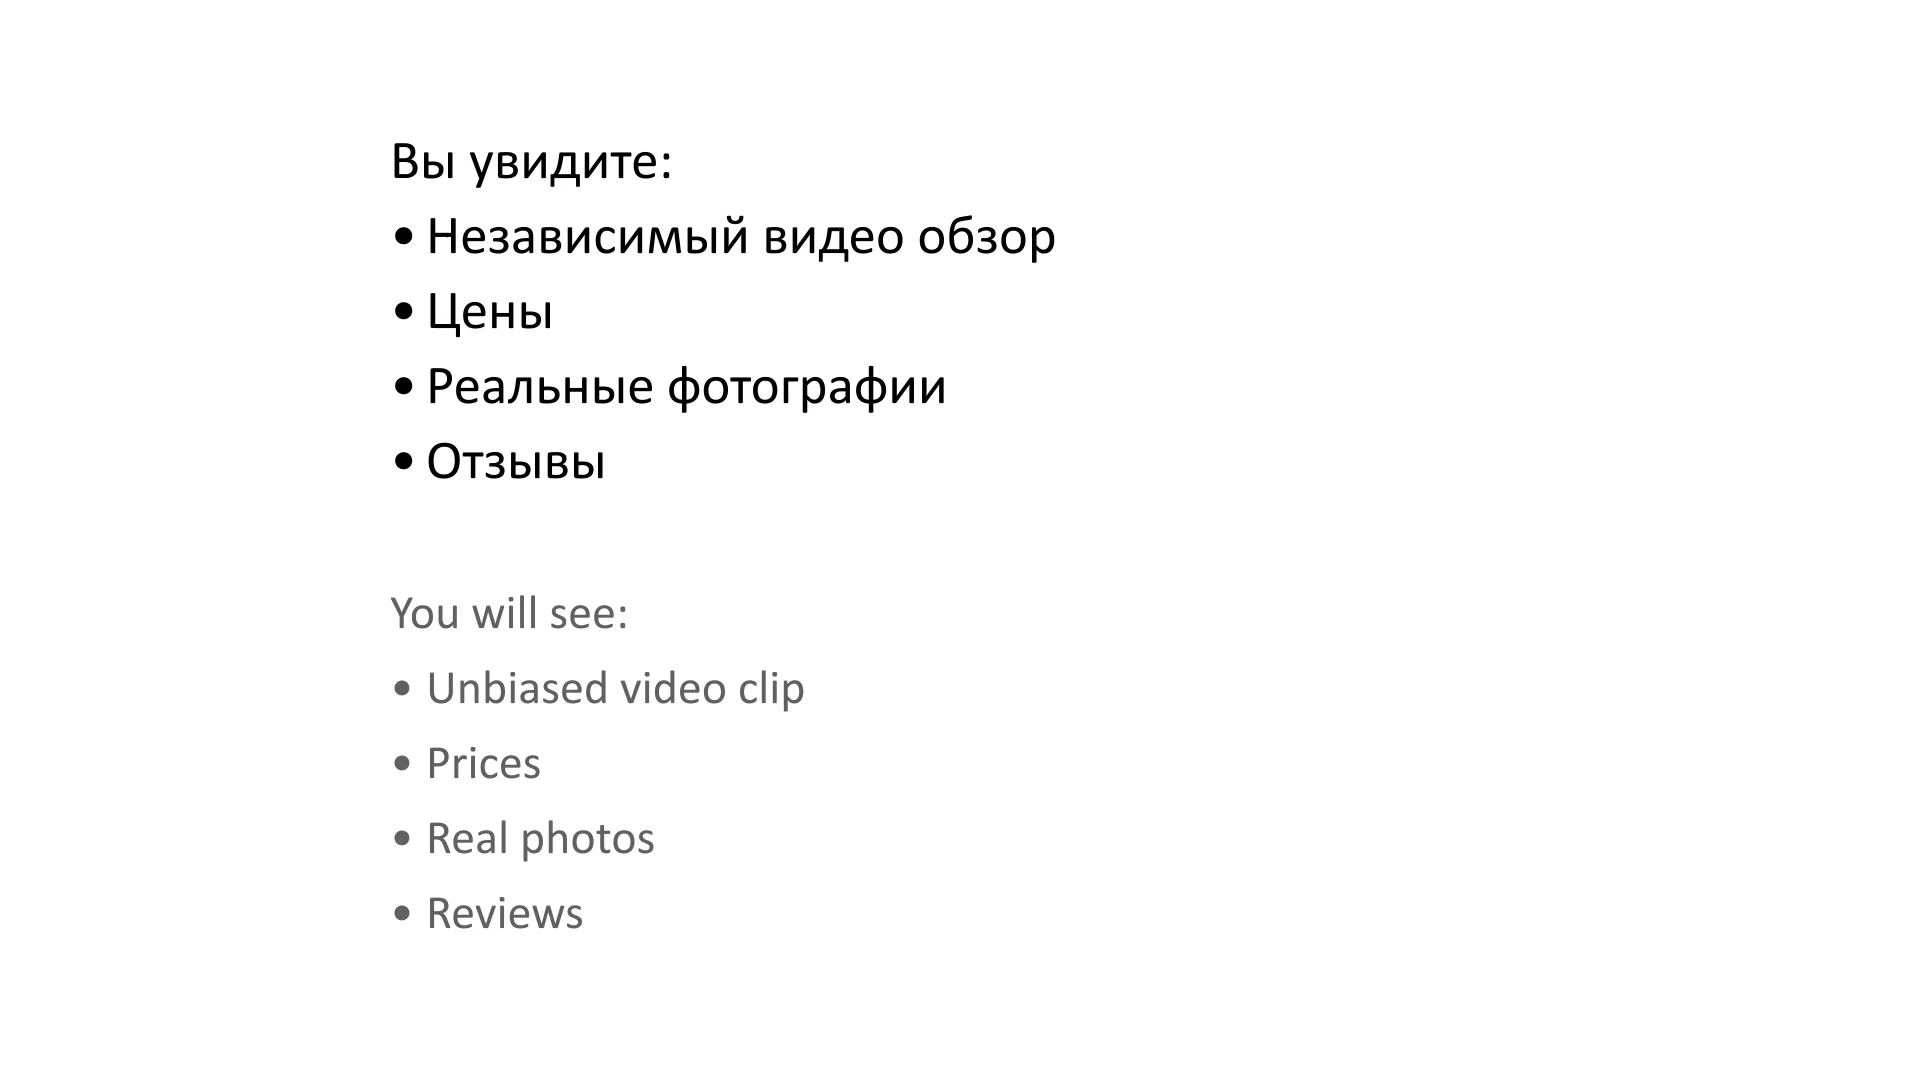 Вы увидите:
• Независимый видео обзор
• Цены
• Реальные фотографии
• Отзывы
You will see:
• Unbiased video clip
• Prices
• Real photos
• Reviews